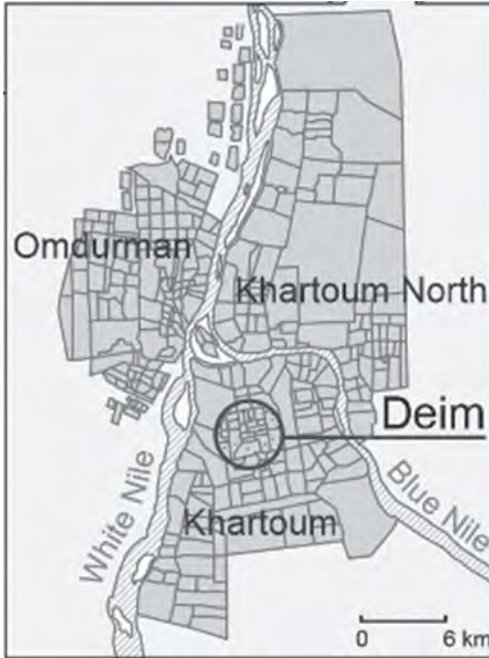 Omdurman
Khartoum North
Deim
Khartoum
White Nile
Blue Nile
0 6 km